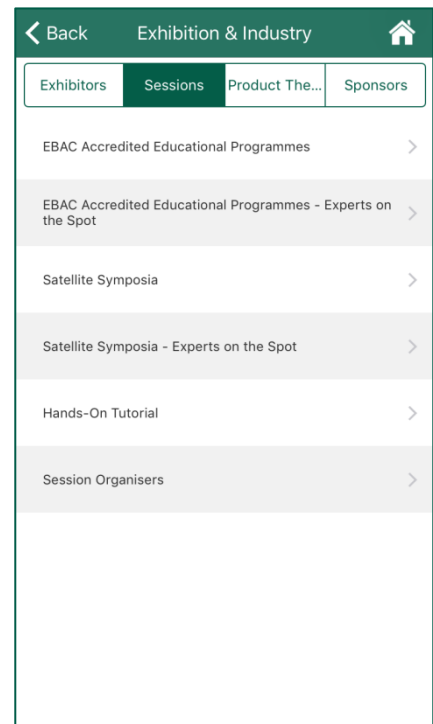 Back
Exhibition & Industry
Exhibitors
Sessions
Product The...
Sponsors
EBAC Accredited Educational Programmes
EBAC Accredited Educational Programmes - Experts on
the Spot
Satellite Symposia
Satellite Symposia - Experts on the Spot
Hands-On Tutorial
Session Organisers